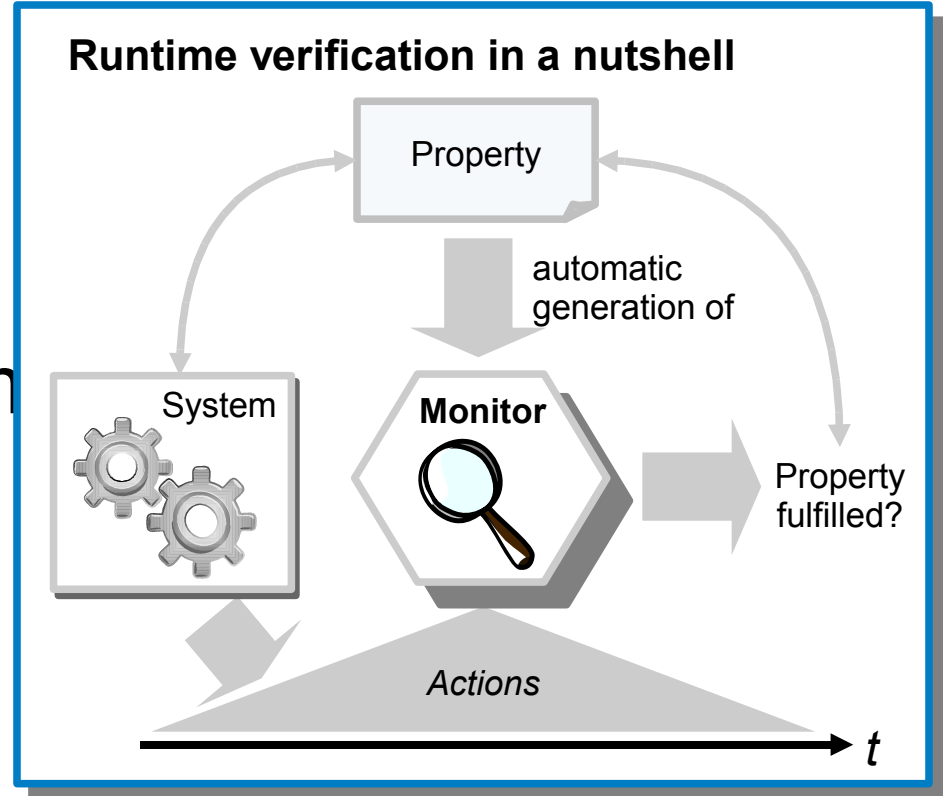 Runtime verification in a nutshell
Property
automatic
generation of
System
Monitor
Property
fulfilled?
Actions
t